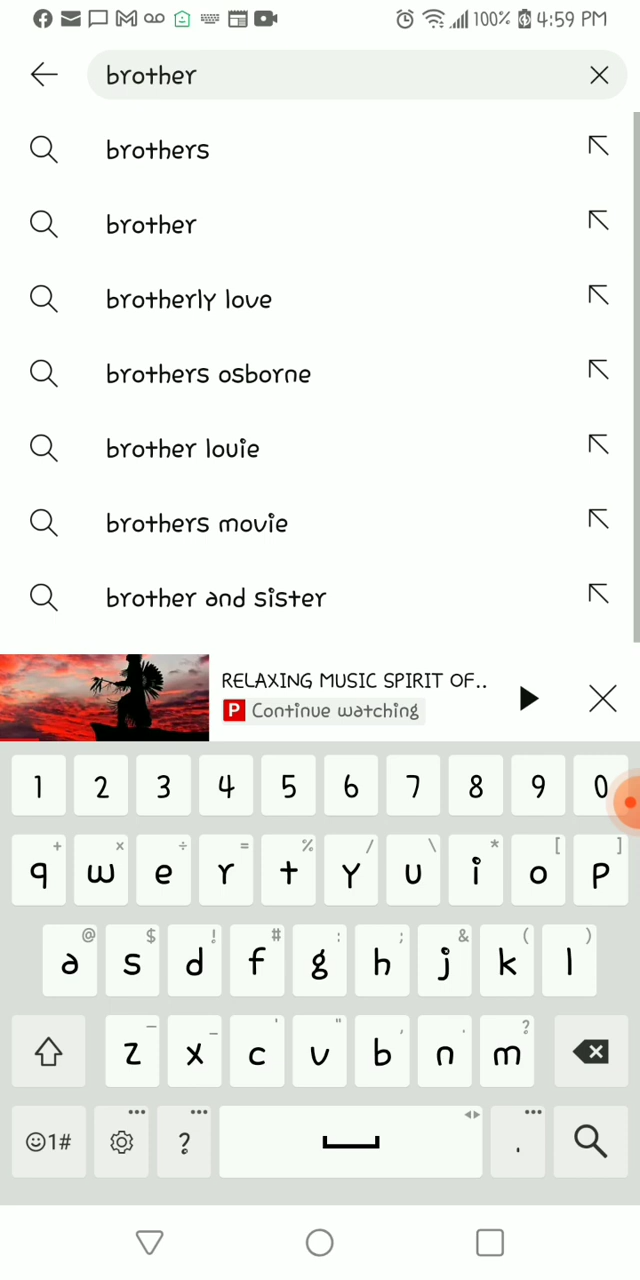 100% 4:59 PM
brother
brothers
brother
brotherly love
brothers osborne
brother louie
brothers movie
brother and sister
RELAXING MUSIC SPIRIT OF..
P Continue watching
1 2 3 4 5 6 7 8 9 0
+ × ÷ = % / \ * [ ]
q w e r t y u i o p
@ $ ! # : ; & ( )
a s d f g h j k l
– _ ' " , . ?
z x c v b n m
1# ? .